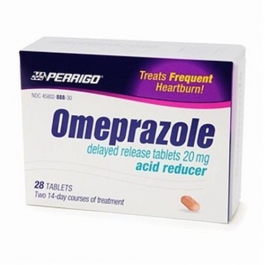 PERRIGO
Treats Frequent
Heartburn!
Omeprazole
delayed release tablets 20 mg
acid reducer
28 TABLETS
Two 14-day courses of treatment